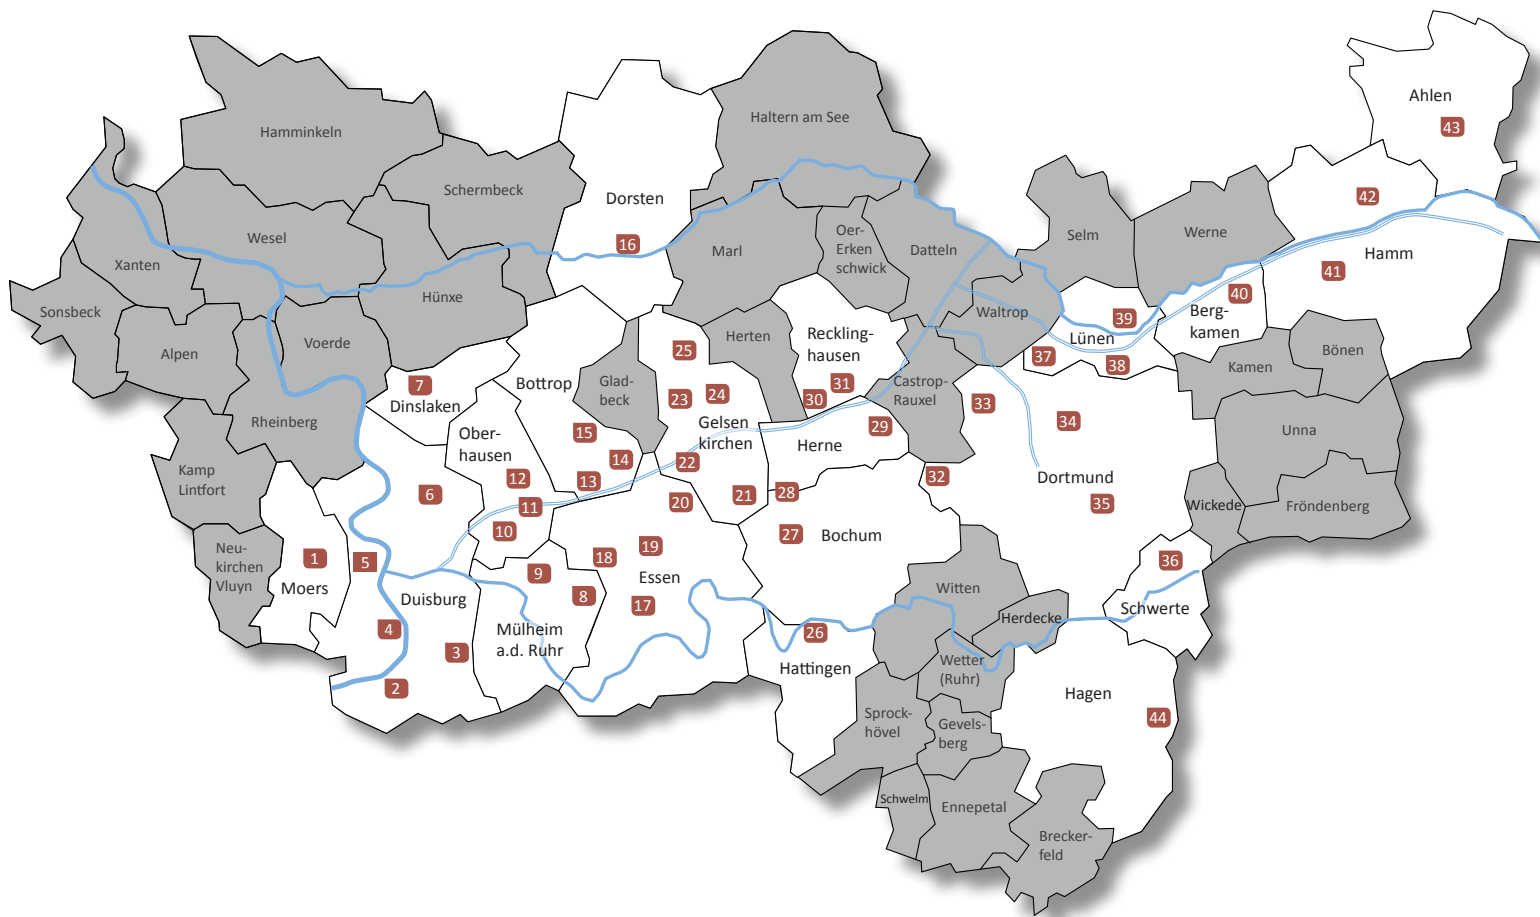 Ahlen
43
Hamminkeln
Haltern am See
Schermbeck
Dorsten
16
42
Wesel
Marl
Oer-
Erken
schwick
Datteln
Selm
Werne
Hamm
41
Xanten
Sonsbeck
Hünxe
Waltrop
39
40
Berg-
kamen
Lünen
37
38
Alpen
Voerde
Herten
Reckling-
hausen
30
31
Bönen
Kamen
7
Dinslaken
Bottrop
Glad-
beck
25
23
24
Gelsen
kirchen
Castrop-
Rauxel
33
34
Rheinberg
Ober-
hausen
15
14
13
22
21
Herne
29
Unna
Kamp
Lintfort
6
12
11
10
20
28
32
Dortmund
35
Wickede
Fröndenberg
Neu-
kirchen
Vluyn
1
Moers
5
Duisburg
9
8
18
19
Essen
17
27
Bochum
36
Schwerte
4
3
2
Mülheim
a.d. Ruhr
26
Hattingen
Witten
Herdecke
Wetter
(Ruhr)
Hagen
44
Sprock-
hövel
Gevels-
berg
Schwelm
Ennepetal
Brecker-
feld